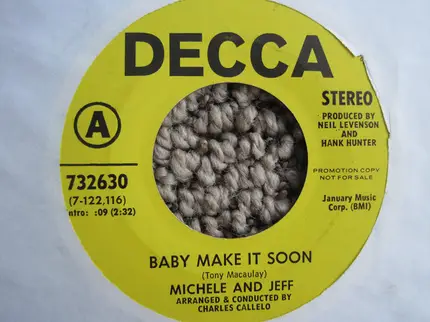 DECCA
A
STEREO
PRODUCED BY
NEIL LEVENSON
AND
HANK HUNTER
732630
(7-122,116)
ntro: :09 (2:32)
PROMOTION COPY
NOT FOR SALE
January Music
Corp. (BMI)
BABY MAKE IT SOON
(Tony Macaulay)
MICHELE AND JEFF
ARRANGED & CONDUCTED BY
CHARLES CALLELO